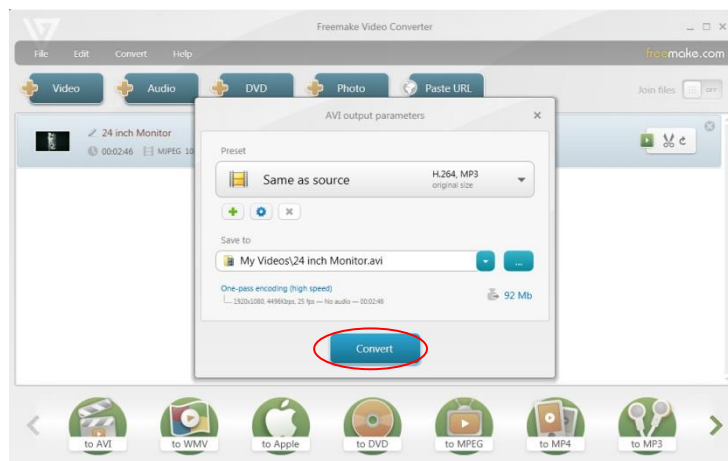 Freemake Video Converter
File Edit Convert Help
freemake.com
Video Audio DVD Photo Paste URL
Join files OFF
AVI output parameters
24 inch Monitor
00:02:46 MJPEG 10
Preset
Same as source
H.264, MP3
original size
Save to
My Videos\24 inch Monitor.avi
...
One-pass encoding (high speed)
1920x1080, 4496Kbps, 25 fps — No audio — 00:02:46
92 Mb
Convert
to AVI to WMV to Apple to DVD to MPEG to MP4 to MP3